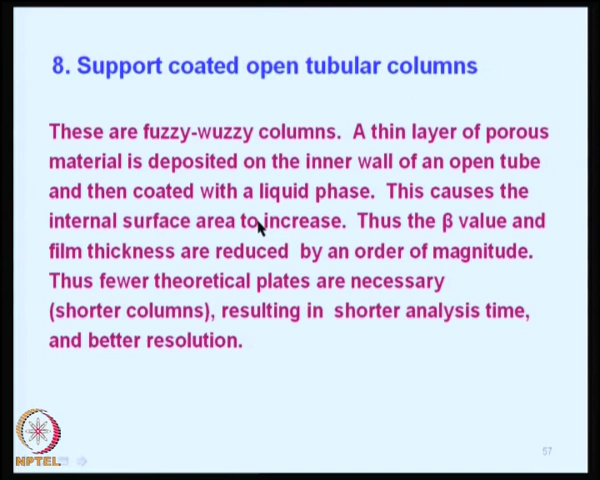 8. Support coated open tubular columns
These are fuzzy-wuzzy columns. A thin layer of porous
material is deposited on the inner wall of an open tube
and then coated with a liquid phase. This causes the
internal surface area to increase. Thus the β value and
film thickness are reduced by an order of magnitude.
Thus fewer theoretical plates are necessary
(shorter columns), resulting in shorter analysis time,
and better resolution.
57
NPTEL